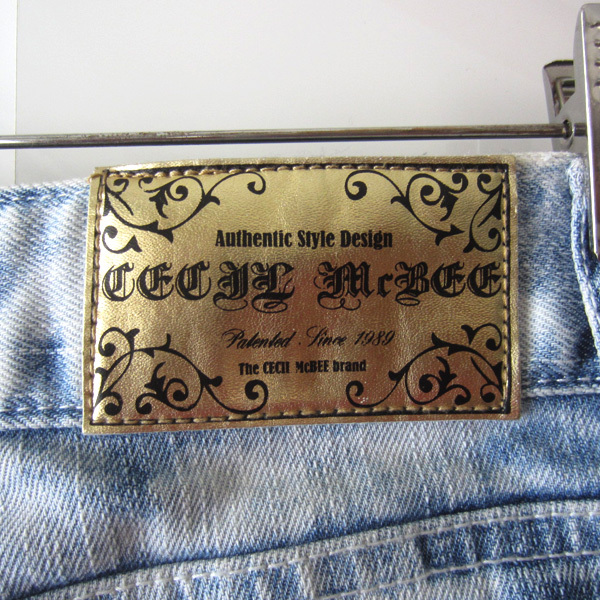 Authentic Style Design
CECIL McBEE
Patented Since 1989
The CECIL McBEE brand